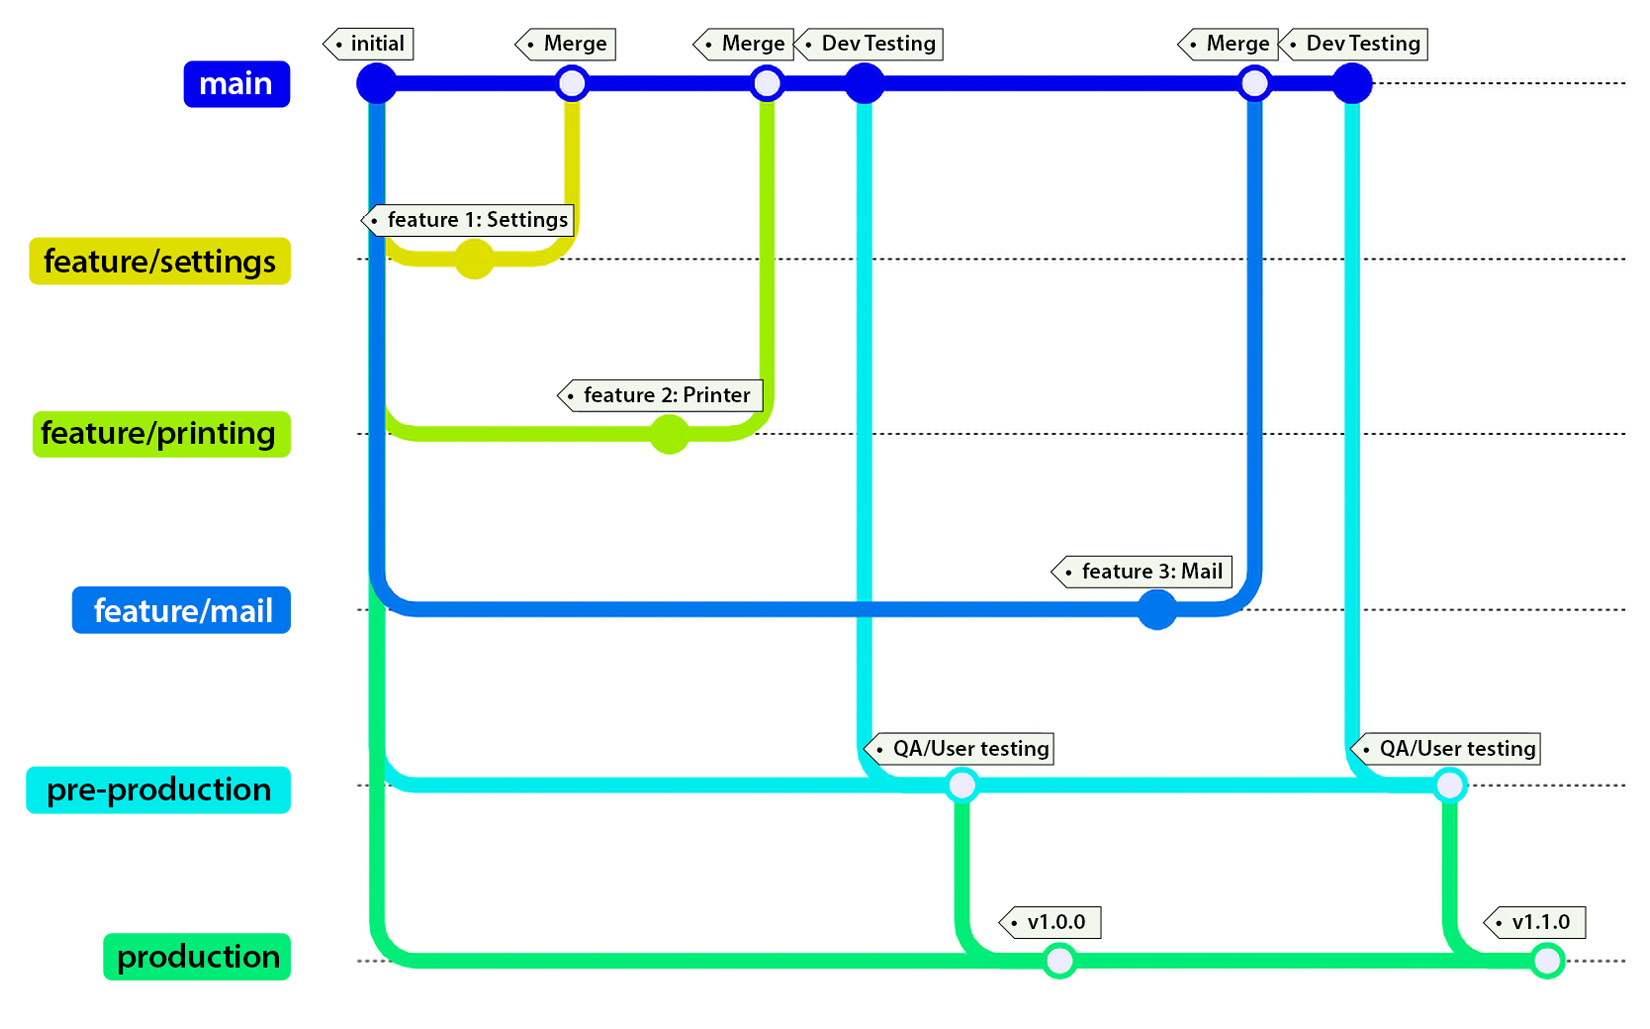 initial
Merge
Merge
Dev Testing
Merge
Dev Testing
main
feature 1: Settings
feature/settings
feature 2: Printer
feature/printing
feature 3: Mail
feature/mail
QA/User testing
QA/User testing
pre-production
v1.0.0
v1.1.0
production